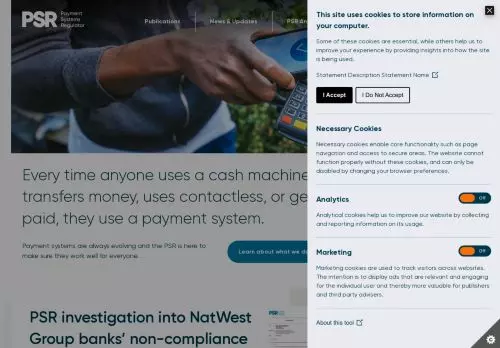 PSR
Payment
Systems
Regulator
Publications
News & Updates
PSR
This site uses cookies to store information on
your computer.
Some of these cookies are essential, while others help us to
improve your experience by providing insights into how the site
is being used.
Statement Description Statement Name
I Accept
I Do Not Accept
Necessary Cookies
Necessary cookies enable core functionality such as page
navigation and access to secure areas. The website cannot
function properly without these cookies, and can only be
disabled by changing your browser preferences.
Analytics
Off
Analytical cookies help us to improve our website by collecting
and reporting information on its usage.
Marketing
Off
Marketing cookies are used to track visitors across websites.
The intention is to display ads that are relevant and engaging
for the individual user and thereby more valuable for publishers
and third party advertisers.
About this tool
Every time anyone uses a cash machine
transfers money, uses contactless, or ge
paid, they use a payment system.
Payment systems are always evolving and the PSR is here to
make sure they work well for everyone.
Learn about what we d
PSR investigation into NatWest
Group banks’ non-compliance
PSR